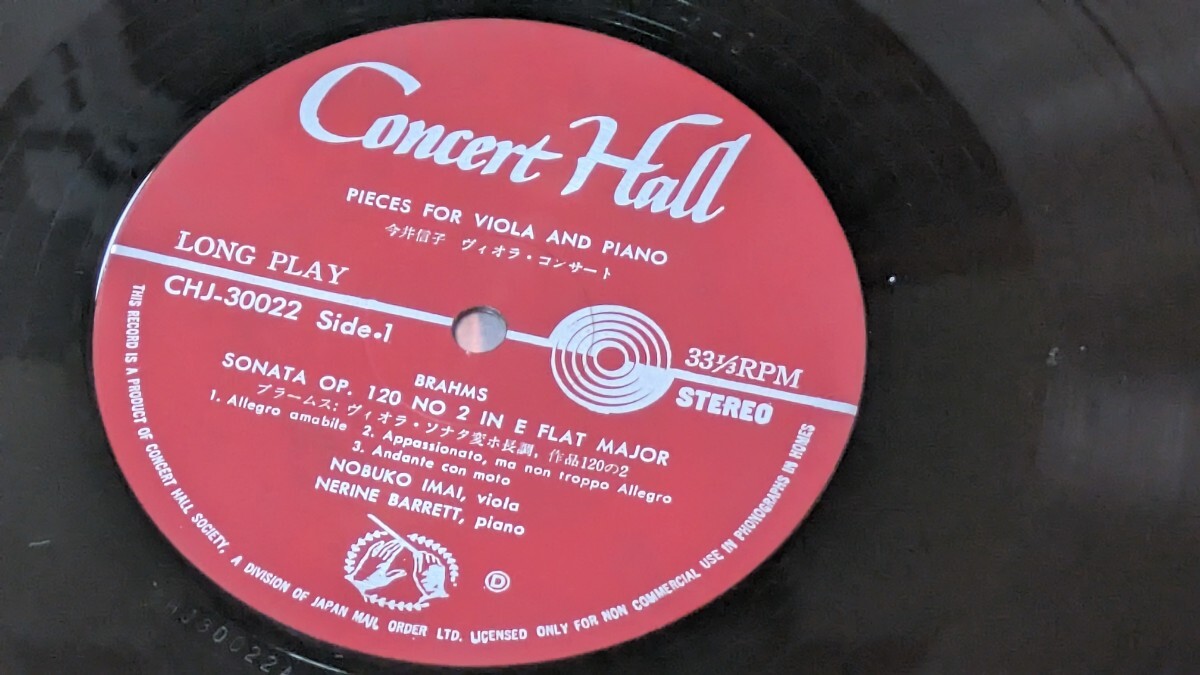 Concert Hall
PIECES FOR VIOLA AND PIANO
今井信子 ヴィオラ・コンサート
LONG PLAY
CHJ-30022 Side・1
33⅓RPM
STEREO
BRAHMS
SONATA OP. 120 NO 2 IN E FLAT MAJOR
ブラームス; ヴィオラ・ソナタ変ホ長調, 作品120の2
1. Allegro amabile 2. Appassionato, ma non troppo Allegro
3. Andante con moto
NOBUKO IMAI, viola
NERINE BARRETT, piano
Ⓓ
THIS RECORD IS A PRODUCT OF CONCERT HALL SOCIETY, A DIVISION OF JAPAN MAIL ORDER LTD. LICENSED ONLY FOR NON COMMERCIAL USE IN PHONOGRAPHS IN HOMES